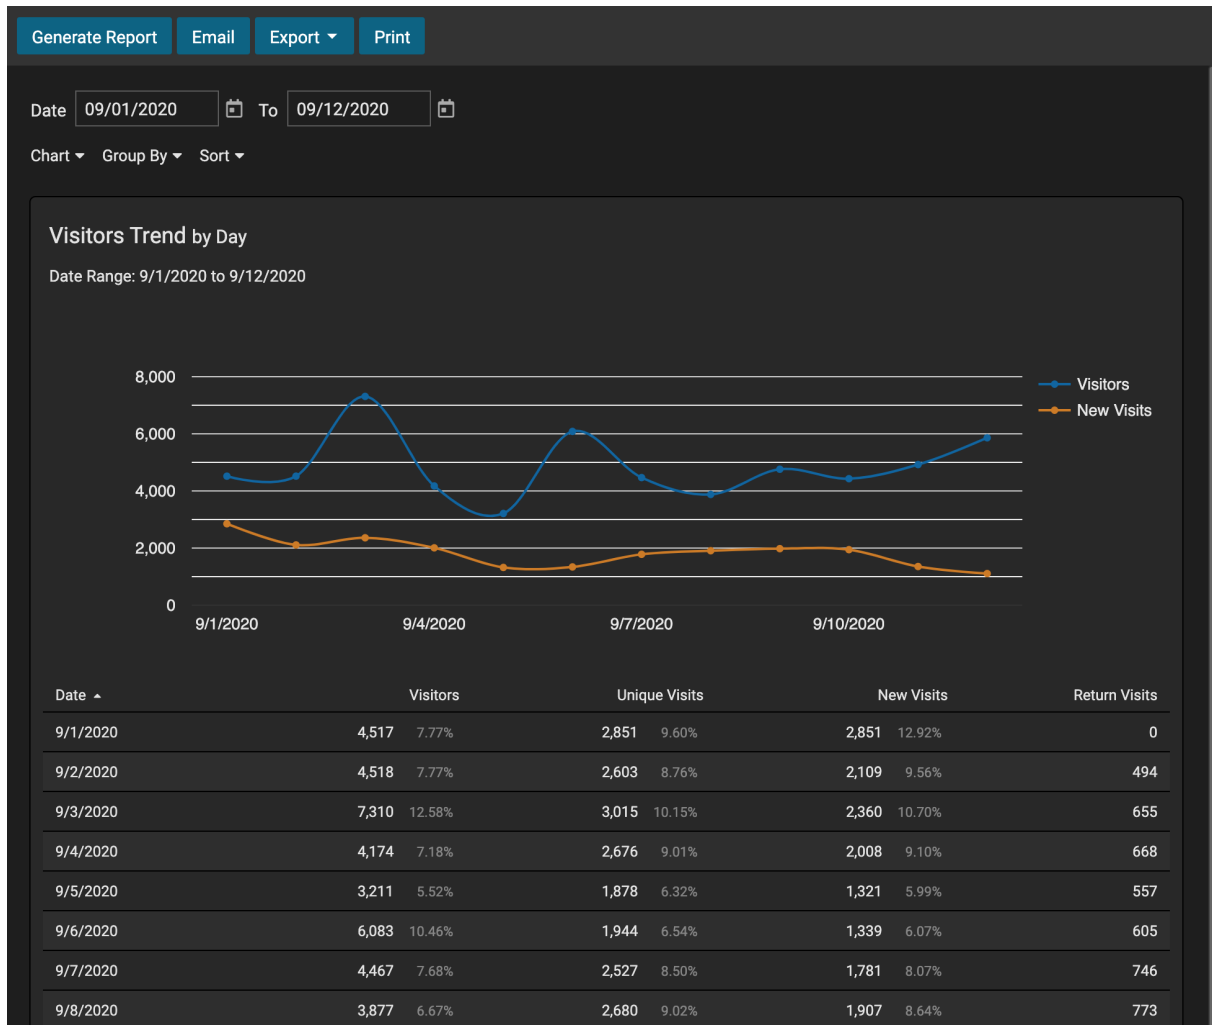 Generate Report Email Export Print
Date 09/01/2020 To 09/12/2020
Chart Group By Sort
Visitors Trend by Day
Date Range: 9/1/2020 to 9/12/2020
8,000
6,000
4,000
2,000
0
9/1/2020 9/4/2020 9/7/2020 9/10/2020
Visitors
New Visits
Date Visitors Unique Visits New Visits Return Visits
9/1/2020 4,517 7.77% 2,851 9.60% 2,851 12.92% 0
9/2/2020 4,518 7.77% 2,603 8.76% 2,109 9.56% 494
9/3/2020 7,310 12.58% 3,015 10.15% 2,360 10.70% 655
9/4/2020 4,174 7.18% 2,676 9.01% 2,008 9.10% 668
9/5/2020 3,211 5.52% 1,878 6.32% 1,321 5.99% 557
9/6/2020 6,083 10.46% 1,944 6.54% 1,339 6.07% 605
9/7/2020 4,467 7.68% 2,527 8.50% 1,781 8.07% 746
9/8/2020 3,877 6.67% 2,680 9.02% 1,907 8.64% 773